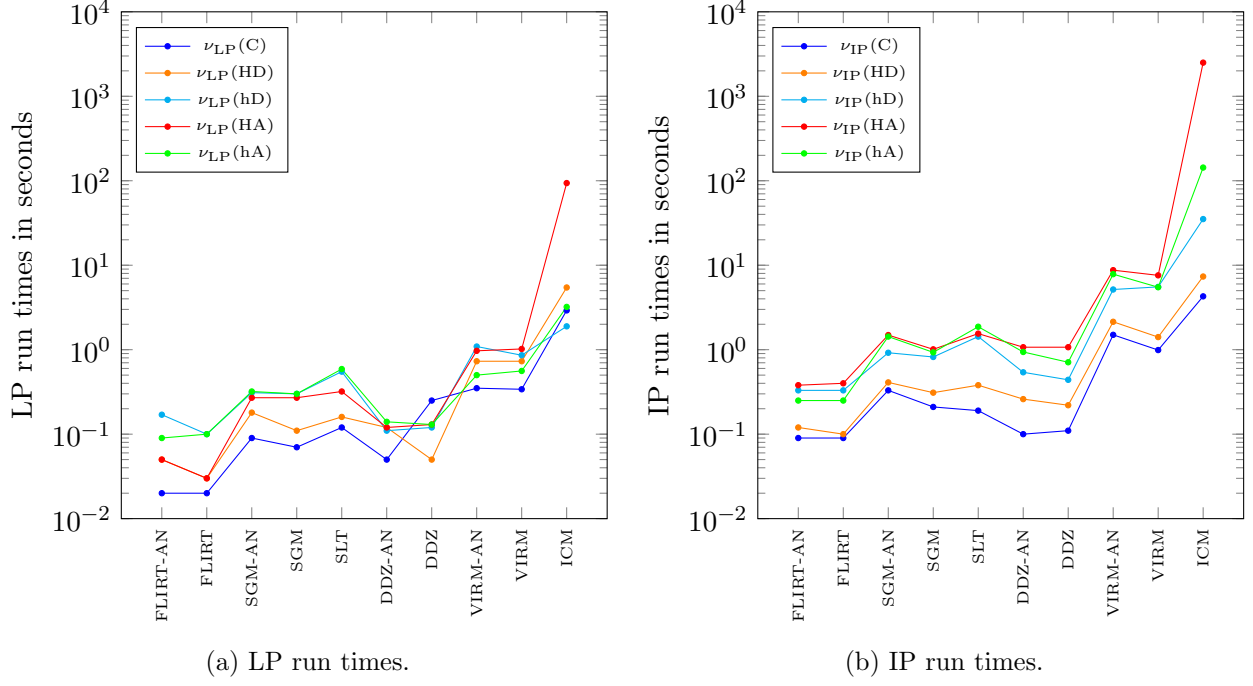 10^4
10^3
10^2
10^1
10^0
10^{-1}
10^{-2}
LP run times in seconds
ν_LP(C)
ν_LP(HD)
ν_LP(hD)
ν_LP(HA)
ν_LP(hA)
FLIRT-AN
FLIRT
SGM-AN
SGM
SLT
DDZ-AN
DDZ
VIRM-AN
VIRM
ICM
(a) LP run times.
10^4
10^3
10^2
10^1
10^0
10^{-1}
10^{-2}
IP run times in seconds
ν_IP(C)
ν_IP(HD)
ν_IP(hD)
ν_IP(HA)
ν_IP(hA)
FLIRT-AN
FLIRT
SGM-AN
SGM
SLT
DDZ-AN
DDZ
VIRM-AN
VIRM
ICM
(b) IP run times.